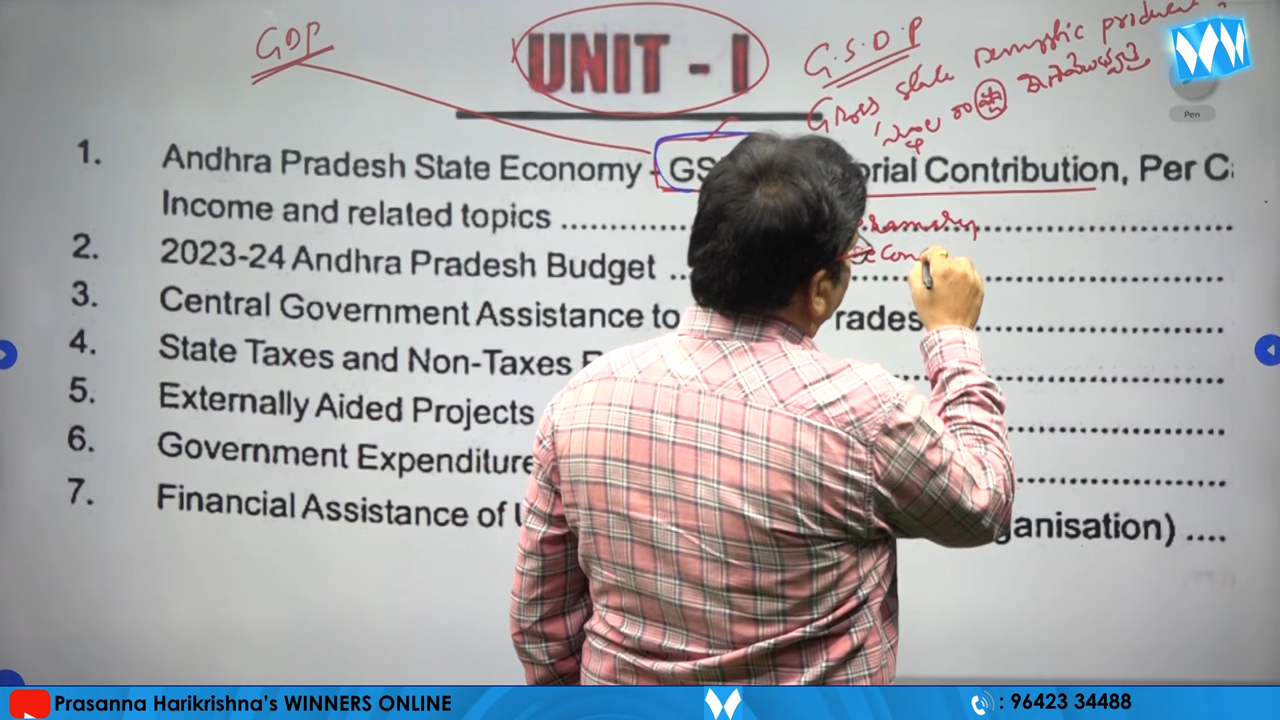 GDP
UNIT - I
G.S.D.P
Gross state
Pen
1. Andhra Pradesh State Economy - GS orial Contribution, Per C
Income and related topics
Con
2. 2023-24 Andhra Pradesh Budget
3. Central Government Assistance to rades
4. State Taxes and Non-Taxes R
5. Externally Aided Projects
6. Government Expenditure
7. Financial Assistance of U ganisation)
Prasanna Harikrishna's WINNERS ONLINE
: 96423 34488